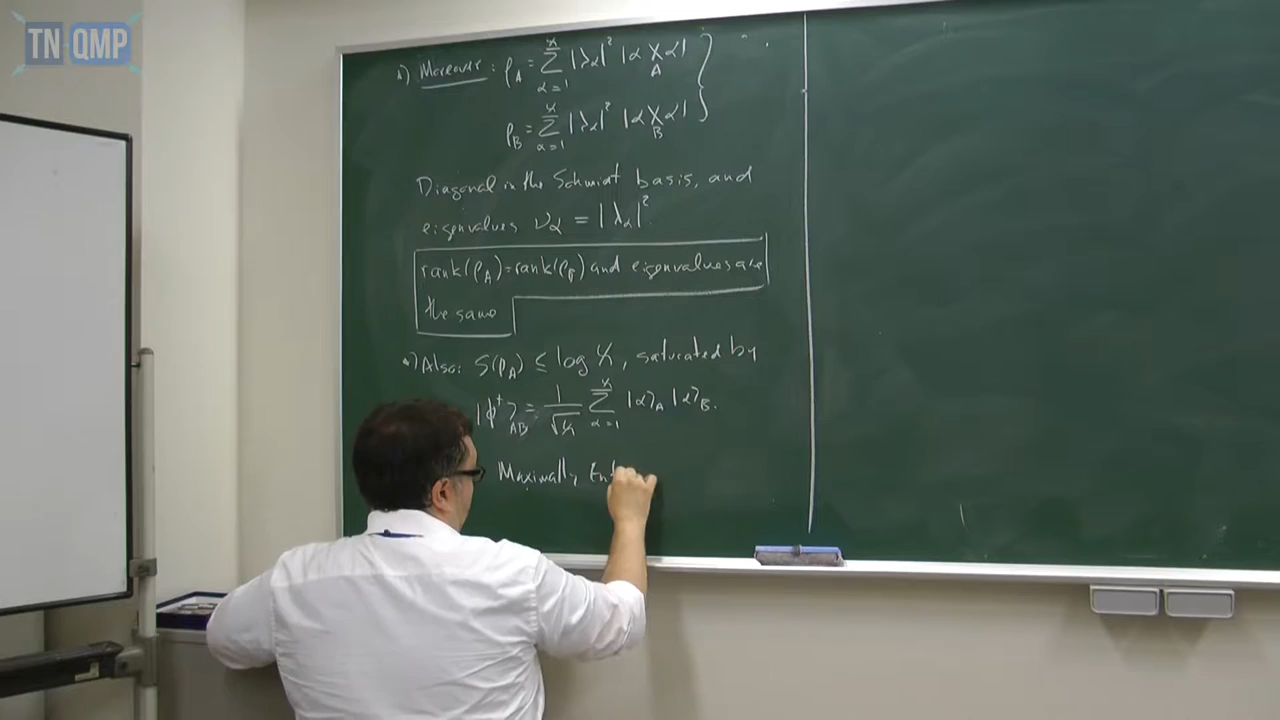 TN QMP
*) Moreover: ρ_A = Σ_{α=1}^{χ} |λ_α|² |α⟩⟨α|_A
ρ_B = Σ_{α=1}^{χ} |λ_α|² |α⟩⟨α|_B
Diagonal in the Schmidt basis, and
eigenvalues ν_α = |λ_α|²
rank(ρ_A)=rank(ρ_B) and eigenvalues are
the same
*) Also: S(ρ_A) ≤ log χ, saturated by
|ϕ⁺⟩_AB = 1/√χ Σ_{α=1}^{χ} |α⟩_A |α⟩_B.
Maximally Ent